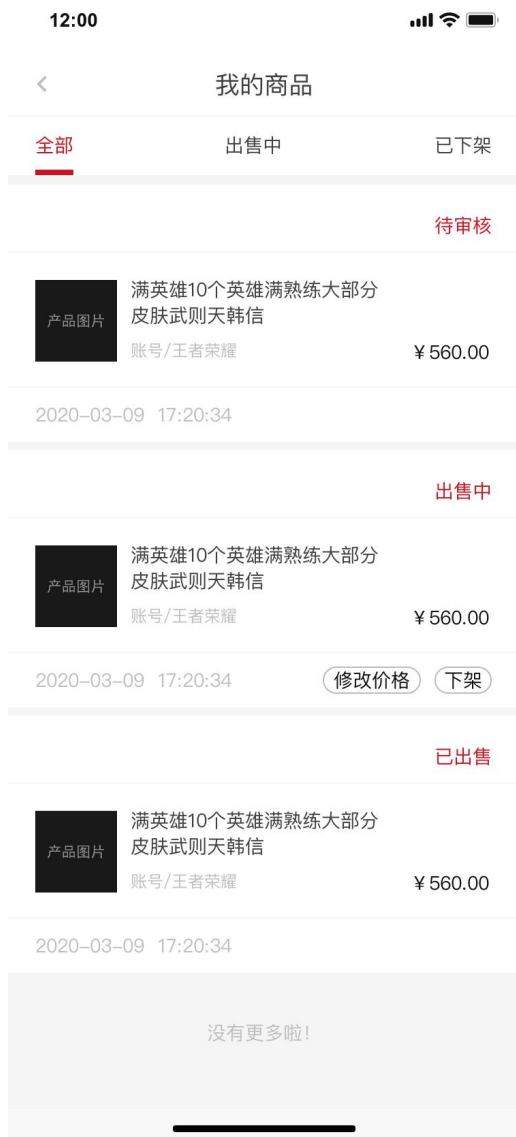 12:00
我的商品
全部 出售中 已下架
待审核
产品图片
满英雄10个英雄满熟练大部分
皮肤武则天韩信
账号/王者荣耀
¥560.00
2020-03-09 17:20:34
出售中
产品图片
满英雄10个英雄满熟练大部分
皮肤武则天韩信
账号/王者荣耀
¥560.00
2020-03-09 17:20:34 修改价格 下架
已出售
产品图片
满英雄10个英雄满熟练大部分
皮肤武则天韩信
账号/王者荣耀
¥560.00
2020-03-09 17:20:34
没有更多啦!